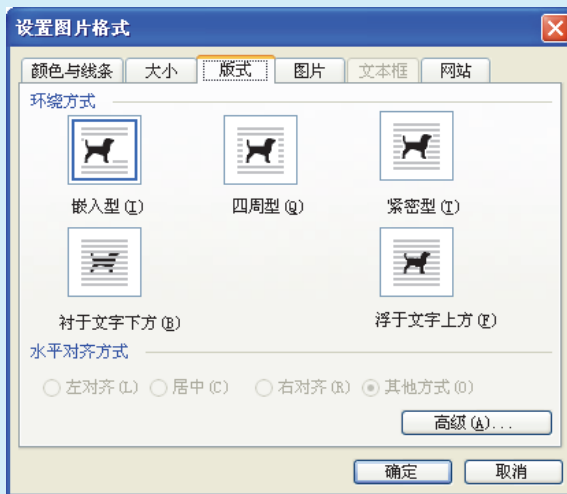 设置图片格式
颜色与线条 大小 版式 图片 文本框 网站
环绕方式
嵌入型(I) 四周型(Q) 紧密型(T)
衬于文字下方(B) 浮于文字上方(F)
水平对齐方式
左对齐(L) 居中(C) 右对齐(R) 其他方式(O)
高级(A)...
确定 取消